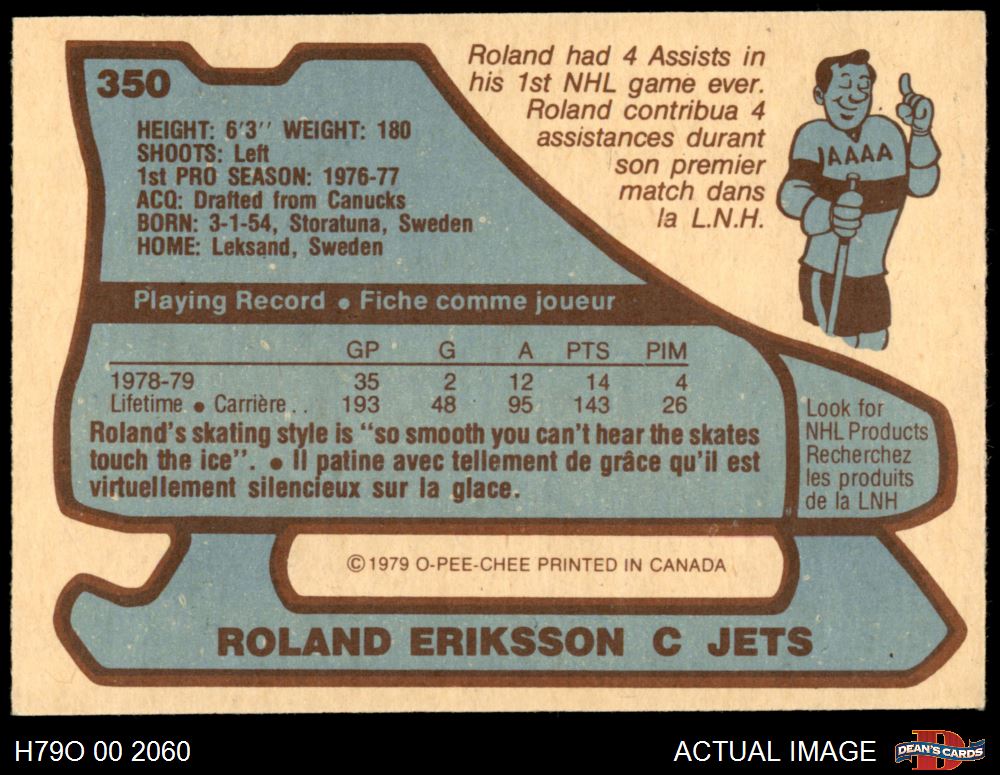 350
Roland had 4 Assists in
his 1st NHL game ever.
Roland contribua 4
assistances durant
son premier
match dans
la L.N.H.
JAAAA
HEIGHT: 6'3'' WEIGHT: 180
SHOOTS: Left
1st PRO SEASON: 1976-77
ACQ: Drafted from Canucks
BORN: 3-1-54, Storatuna, Sweden
HOME: Leksand, Sweden
Playing Record • Fiche comme joueur
GP G A PTS PIM
1978-79 35 2 12 14 4
Lifetime • Carrière . . 193 48 95 143 26
Roland's skating style is "so smooth you can't hear the skates
touch the ice". • Il patine avec tellement de grâce qu'il est
virtuellement silencieux sur la glace.
Look for
NHL Products
Recherchez
les produits
de la LNH
© 1979 O-PEE-CHEE PRINTED IN CANADA
ROLAND ERIKSSON C JETS
H79O 00 2060
ACTUAL IMAGE
D
DEAN'S CARDS